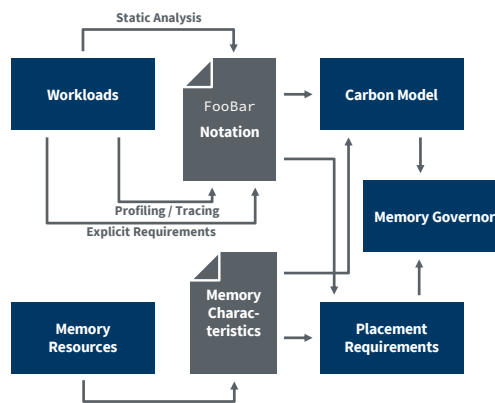 Static Analysis
Workloads
FooBar
Notation
Carbon Model
Memory Governor
Profiling / Tracing
Explicit Requirements
Memory
Resources
Memory
Charac-
teristics
Placement
Requirements